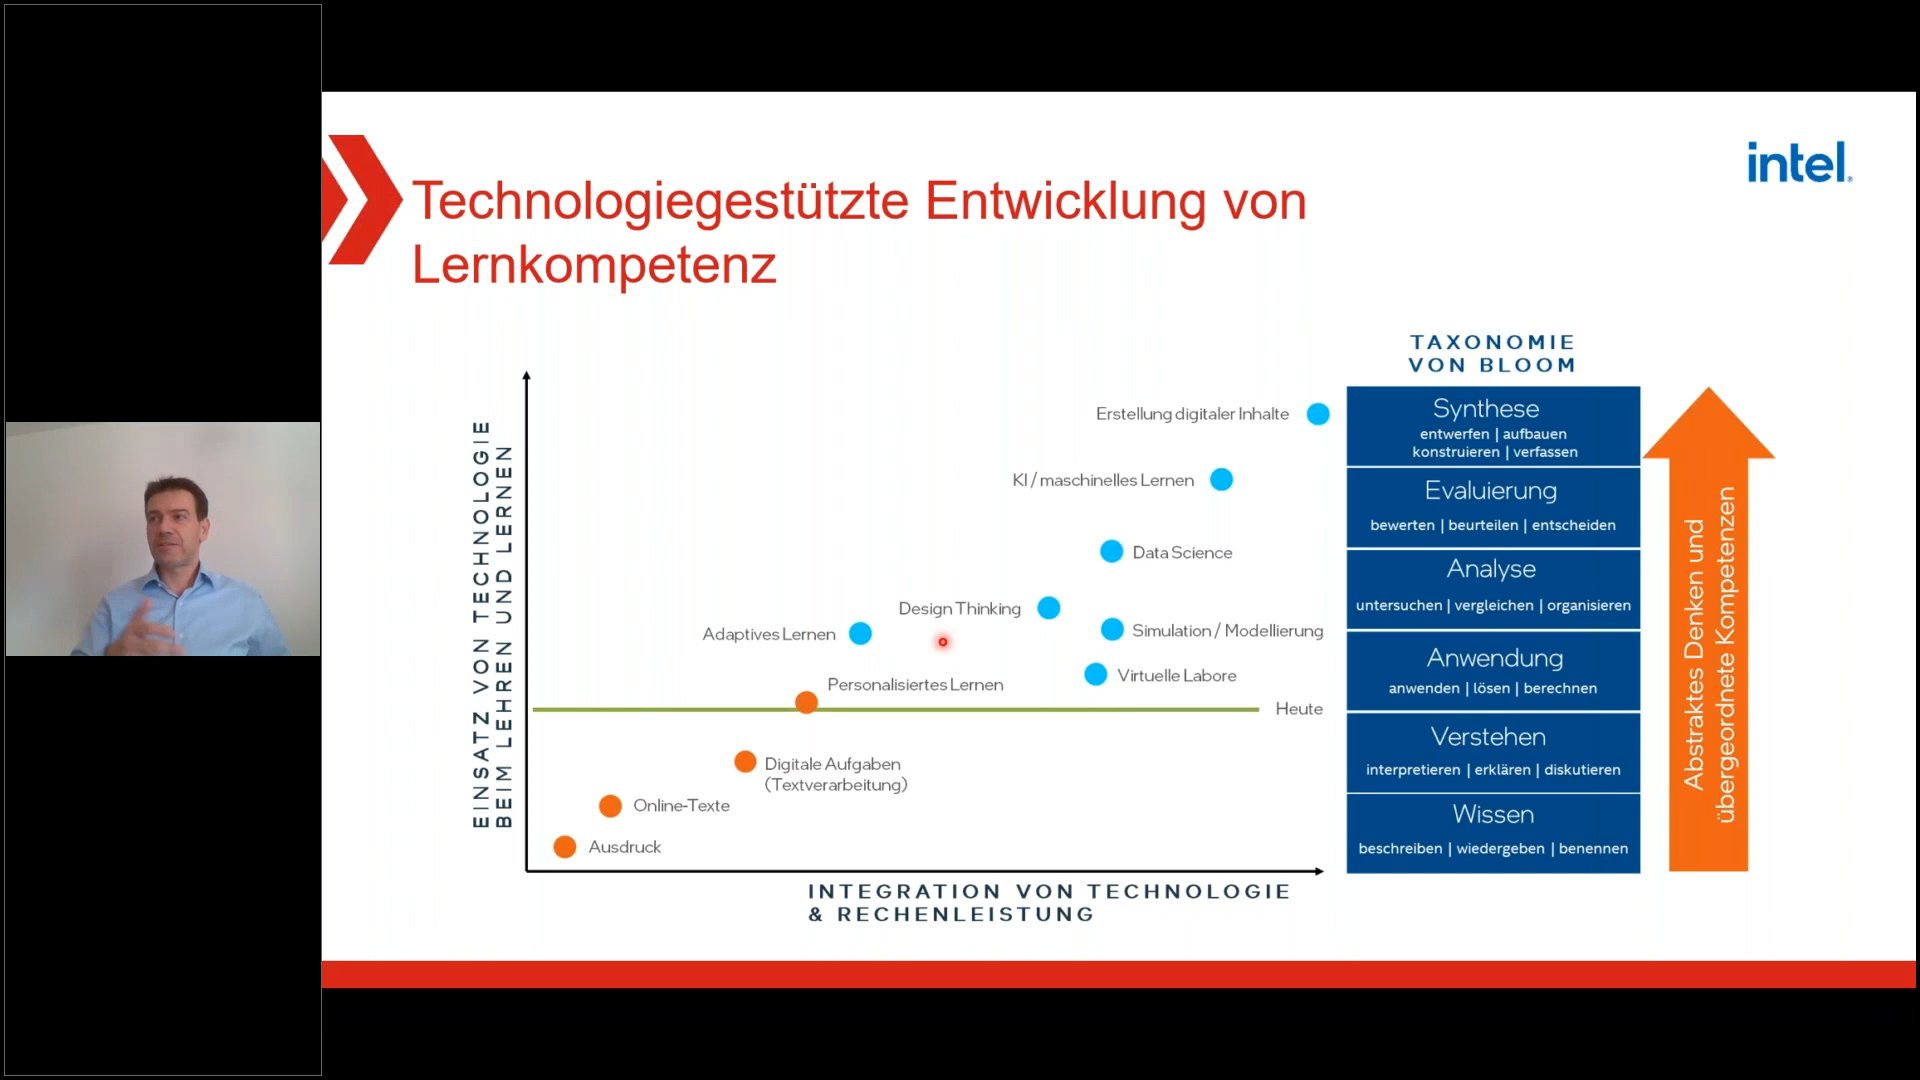 intel.
Technologiegestützte Entwicklung von
Lernkompetenz
EINSATZ VON TECHNOLOGIE
BEIM LEHREN UND LERNEN
Erstellung digitaler Inhalte
KI / maschinelles Lernen
Data Science
Design Thinking
Adaptives Lernen
Simulation / Modellierung
Virtuelle Labore
Personalisiertes Lernen
Heute
Digitale Aufgaben
(Textverarbeitung)
Online-Texte
Ausdruck
INTEGRATION VON TECHNOLOGIE
& RECHENLEISTUNG
TAXONOMIE
VON BLOOM
Synthese
entwerfen | aufbauen
konstruieren | verfassen
Evaluierung
bewerten | beurteilen | entscheiden
Analyse
untersuchen | vergleichen | organisieren
Anwendung
anwenden | lösen | berechnen
Verstehen
interpretieren | erklären | diskutieren
Wissen
beschreiben | wiedergeben | benennen
Abstraktes Denken und
übergeordnete Kompetenzen